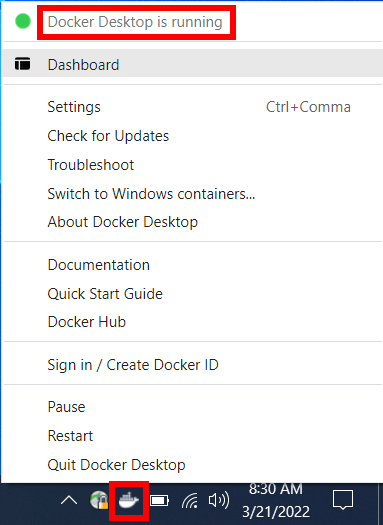 Docker Desktop is running
Dashboard
Settings Ctrl+Comma
Check for Updates
Troubleshoot
Switch to Windows containers...
About Docker Desktop
Documentation
Quick Start Guide
Docker Hub
Sign in / Create Docker ID
Pause
Restart
Quit Docker Desktop
8:30 AM
3/21/2022